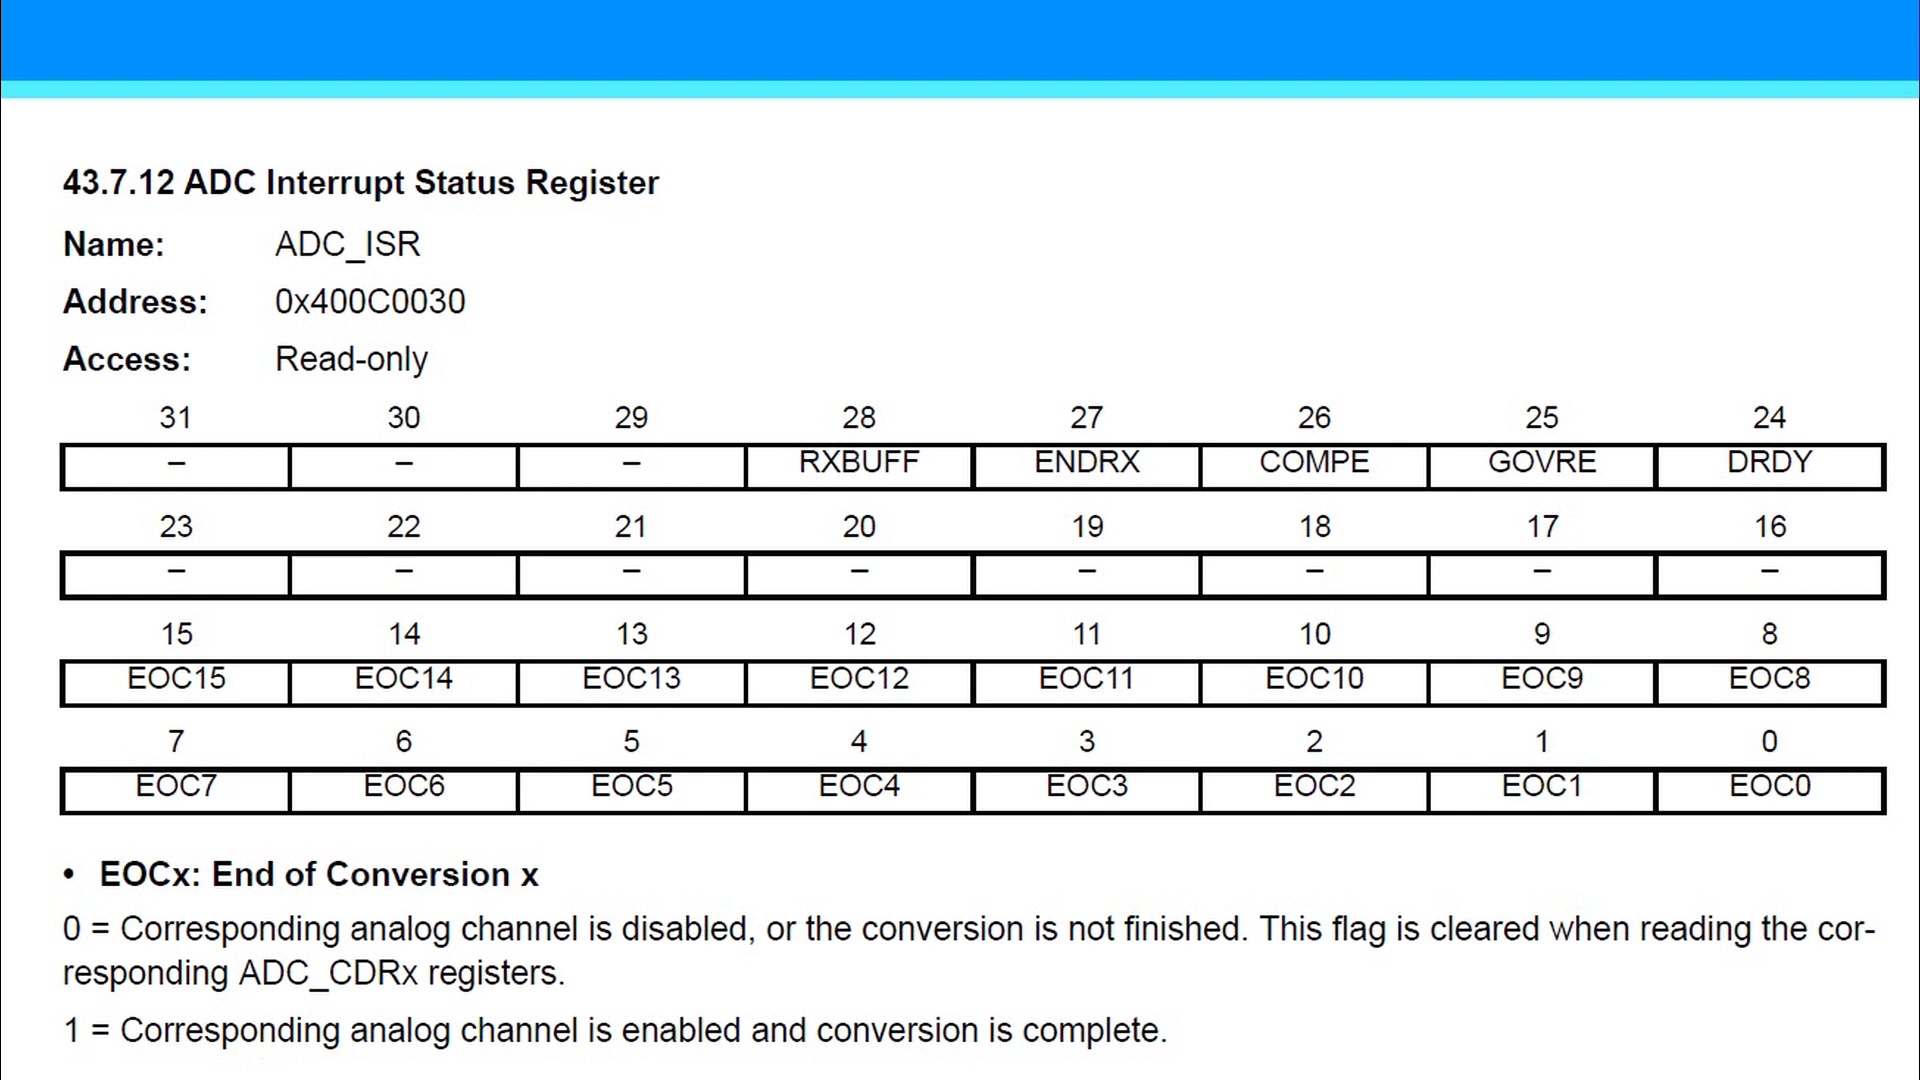 43.7.12 ADC Interrupt Status Register
Name: ADC_ISR
Address: 0x400C0030
Access: Read-only
31 30 29 28 27 26 25 24
– – – RXBUFF ENDRX COMPE GOVRE DRDY
23 22 21 20 19 18 17 16
– – – – – – – –
15 14 13 12 11 10 9 8
EOC15 EOC14 EOC13 EOC12 EOC11 EOC10 EOC9 EOC8
7 6 5 4 3 2 1 0
EOC7 EOC6 EOC5 EOC4 EOC3 EOC2 EOC1 EOC0
• EOCx: End of Conversion x
0 = Corresponding analog channel is disabled, or the conversion is not finished. This flag is cleared when reading the cor-
responding ADC_CDRx registers.
1 = Corresponding analog channel is enabled and conversion is complete.